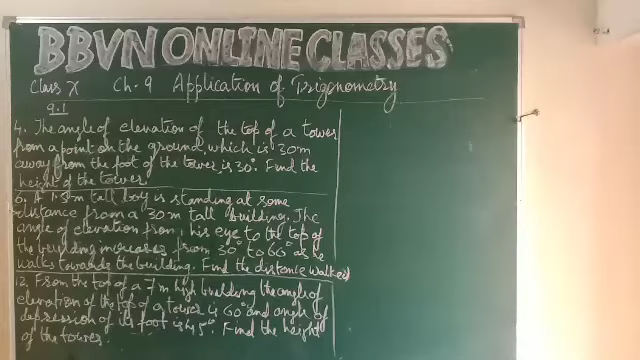 BBVN ONLINE CLASSES
Class X Ch-9 Application of Trigonometry
9.1
4. The angle of elevation of the top of a tower
from a point on the ground, which is 30m
away from the foot of the tower, is 30°. Find the
height of the tower.
6. A 1.5m tall boy is standing at some
distance from a 30m tall building. The
angle of elevation from his eye to the top of
the building increases from 30° to 60° as he
walks towards the building. Find the distance walked
12. From the top of a 7m high building the angle of
elevation of the top of a tower is 60° and angle of
depression of its foot is 45°. Find the height
of the tower.